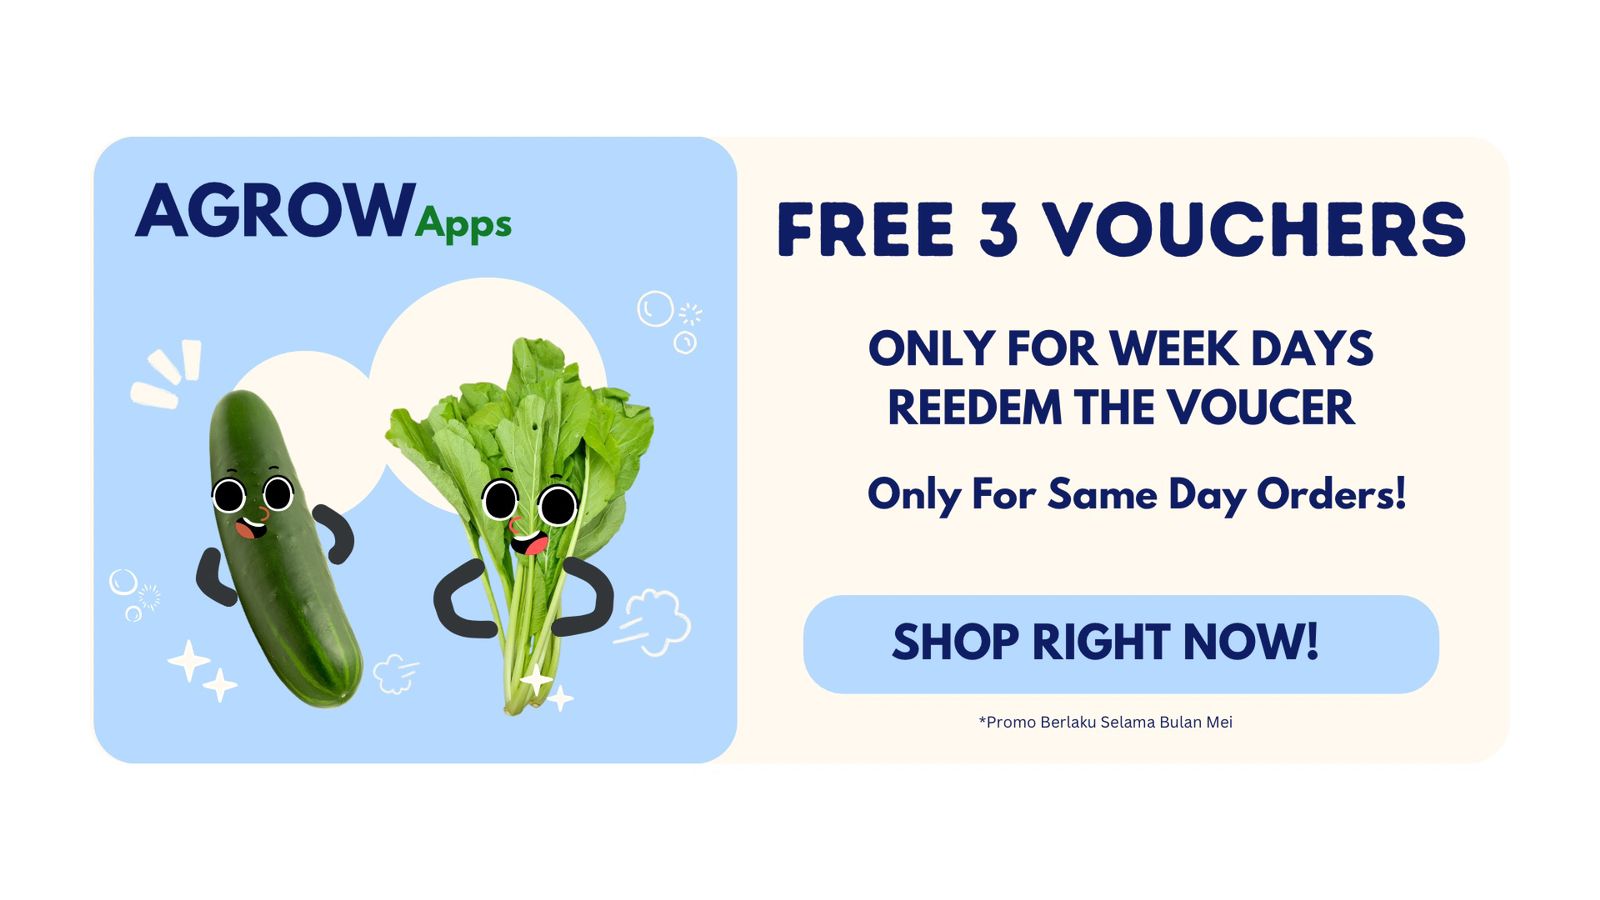 AGROW Apps
FREE 3 VOUCHERS
ONLY FOR WEEK DAYS
REEDEM THE VOUCER
Only For Same Day Orders!
SHOP RIGHT NOW!
*Promo Berlaku Selama Bulan Mei